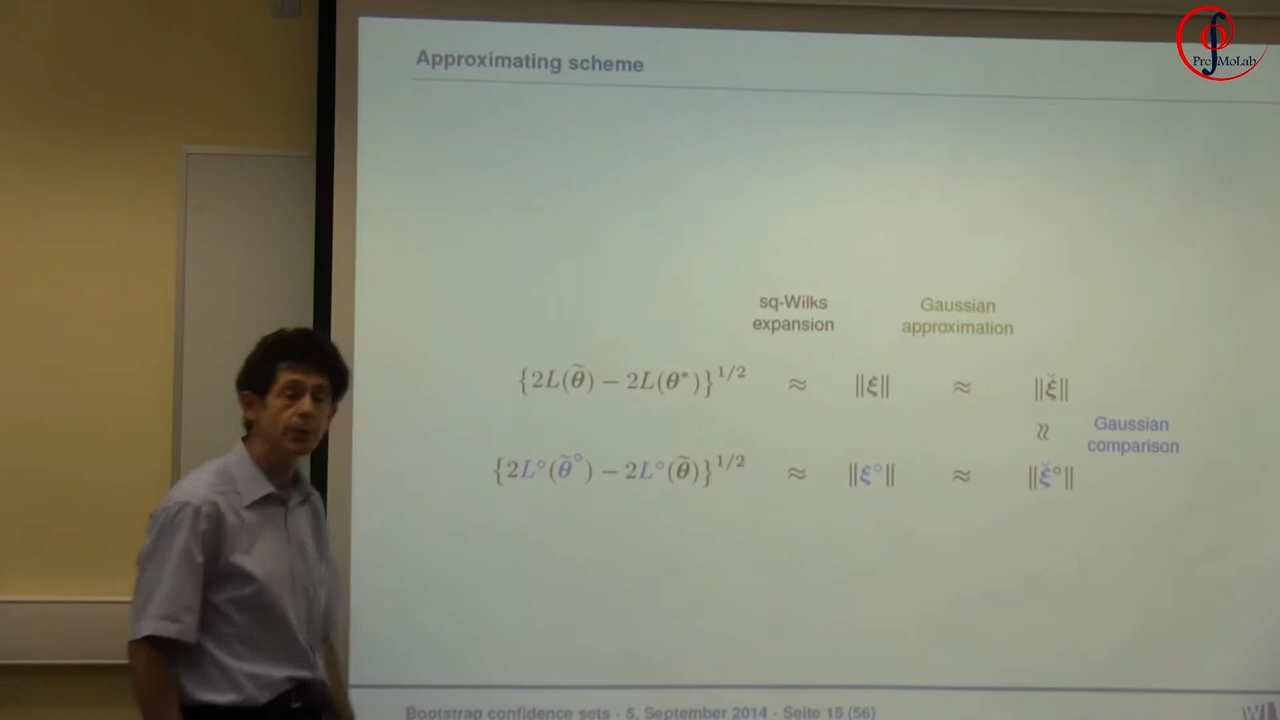 PreMoLab
Approximating scheme
sq-Wilks
expansion
Gaussian
approximation
{2L(θ̃) − 2L(θ*)}^1/2 ≈ ‖ξ‖ ≈ ‖ξ̆‖
≈
Gaussian
comparison
{2L°(θ̃°) − 2L°(θ̃)}^1/2 ≈ ‖ξ°‖ ≈ ‖ξ̆°‖
Bootstrap confidence sets · 5. September 2014 · Seite 15 (56)